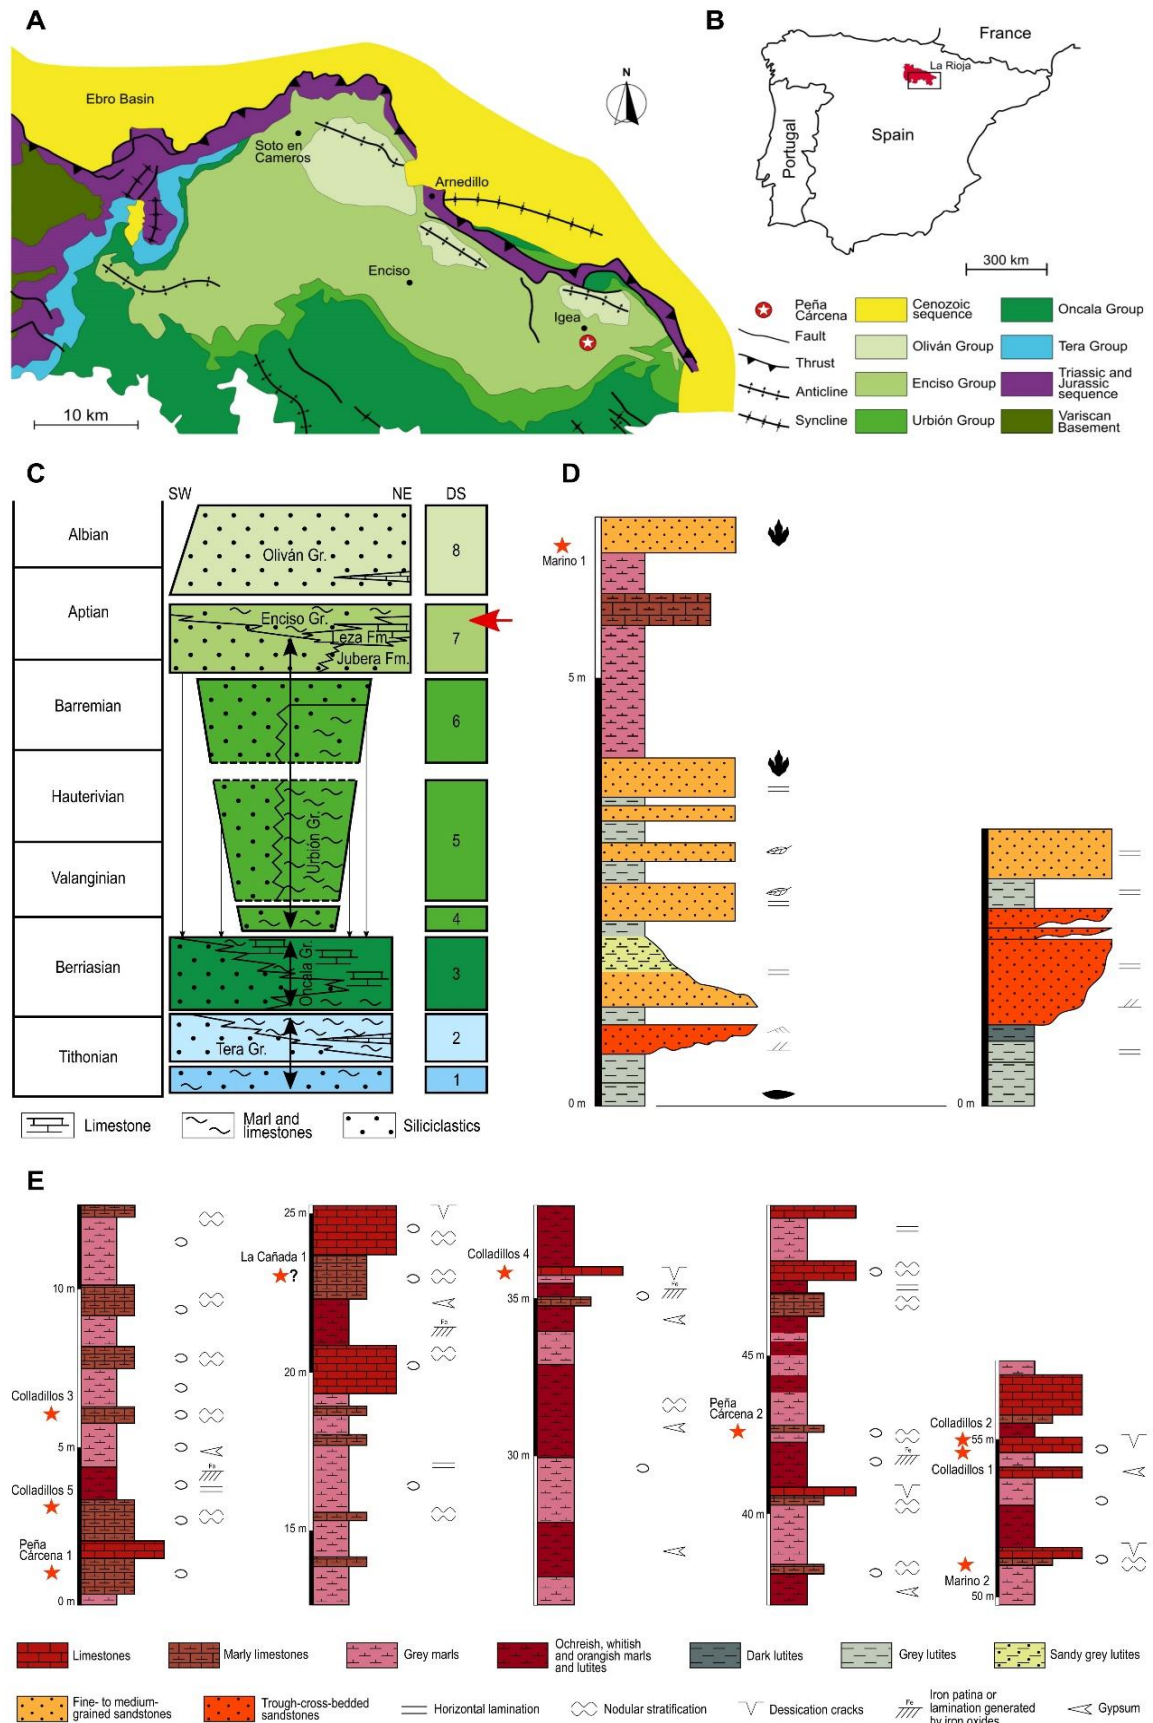 A
Ebro Basin
N
Soto en
Cameros
Arnedillo
Enciso
Igea
10 km
B
France
La Rioja
Portugal
Spain
300 km
Peña
Cárcena
Fault
Thrust
Anticline
Syncline
Cenozoic
sequence
Oliván Group
Enciso Group
Urbión Group
Oncala Group
Tera Group
Triassic and
Jurassic
sequence
Variscan
Basement
C
SW
NE
DS
Albian
Aptian
Barremian
Hauterivian
Valanginian
Berriasian
Tithonian
Oliván Gr.
Enciso Gr.
Leza Fm.
Jubera Fm.
Urbión Gr.
Oncala Gr.
Tera Gr.
8
7
6
5
4
3
2
1
Limestone
Marl and
limestones
Siliciclastics
D
Marino 1
5 m
0 m
0 m
E
10 m
Colladillos 3
5 m
Fe
Colladillos 5
Peña
Cárcena 1
0 m
25 m
La Cañada 1
?
Fe
20 m
15 m
Colladillos 4
Fe
35 m
30 m
45 m
Peña
Cárcena 2
Fe
40 m
Colladillos 2
55 m
Colladillos 1
Marino 2
50 m
Limestones
Marly limestones
Grey marls
Ochreish, whitish
and orangish marls
and lutites
Dark lutites
Grey lutites
Sandy grey lutites
Fine- to medium-
grained sandstones
Trough-cross-bedded
sandstones
Horizontal lamination
Nodular stratification
Dessication cracks
Fe
Iron patina or
lamination generated
by iron oxides
Gypsum